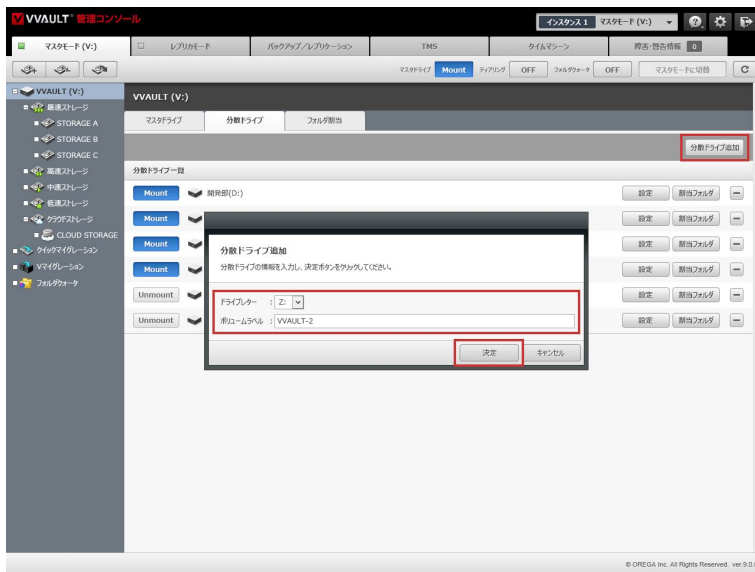 VVAULT® 管理コンソール インスタンス 1 マスタモード (V:)
マスタモード (V:) レプリカモード バックアップ/レプリケーション TMS タイムマシーン 障害・警告情報 0
マスタドライブ Mount ティアリング OFF フォルダクォータ OFF マスタモードに切替
VVAULT (V:)
最速ストレージ
STORAGE A
STORAGE B
STORAGE C
高速ストレージ
中速ストレージ
低速ストレージ
クラウドストレージ
CLOUD STORAGE
クイックマイグレーション
Vマイグレーション
フォルダクォータ
VVAULT (V:)
マスタドライブ 分散ドライブ フォルダ割当
分散ドライブ追加
分散ドライブ一覧
Mount 開発部(D:) 設定 割当フォルダ
Mount 設定 割当フォルダ
Mount 設定 割当フォルダ
Mount 設定 割当フォルダ
Unmount 設定 割当フォルダ
Unmount 設定 割当フォルダ
分散ドライブ追加
分散ドライブの情報を入力し、決定ボタンをクリックしてください。
ドライブレター : Z:
ボリュームラベル : VVAULT-2
決定 キャンセル
© OREGA Inc. All Rights Reserved. ver.9.0.